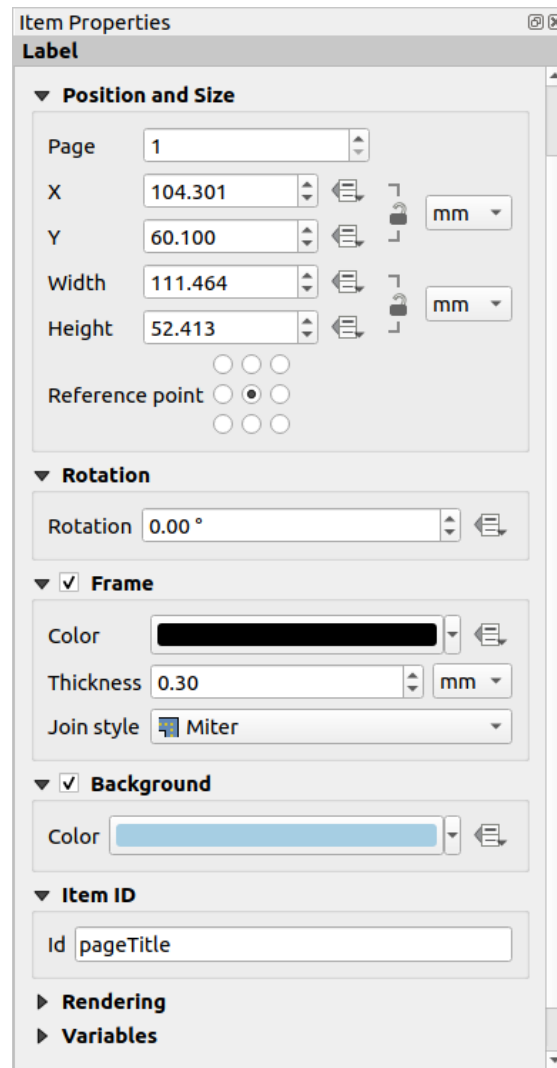 Item Properties
Label
Position and Size
Page 1
X 104.301
mm
Y 60.100
Width 111.464
mm
Height 52.413
Reference point
Rotation
Rotation 0.00 °
Frame
Color
Thickness 0.30 mm
Join style Miter
Background
Color
Item ID
Id pageTitle
Rendering
Variables